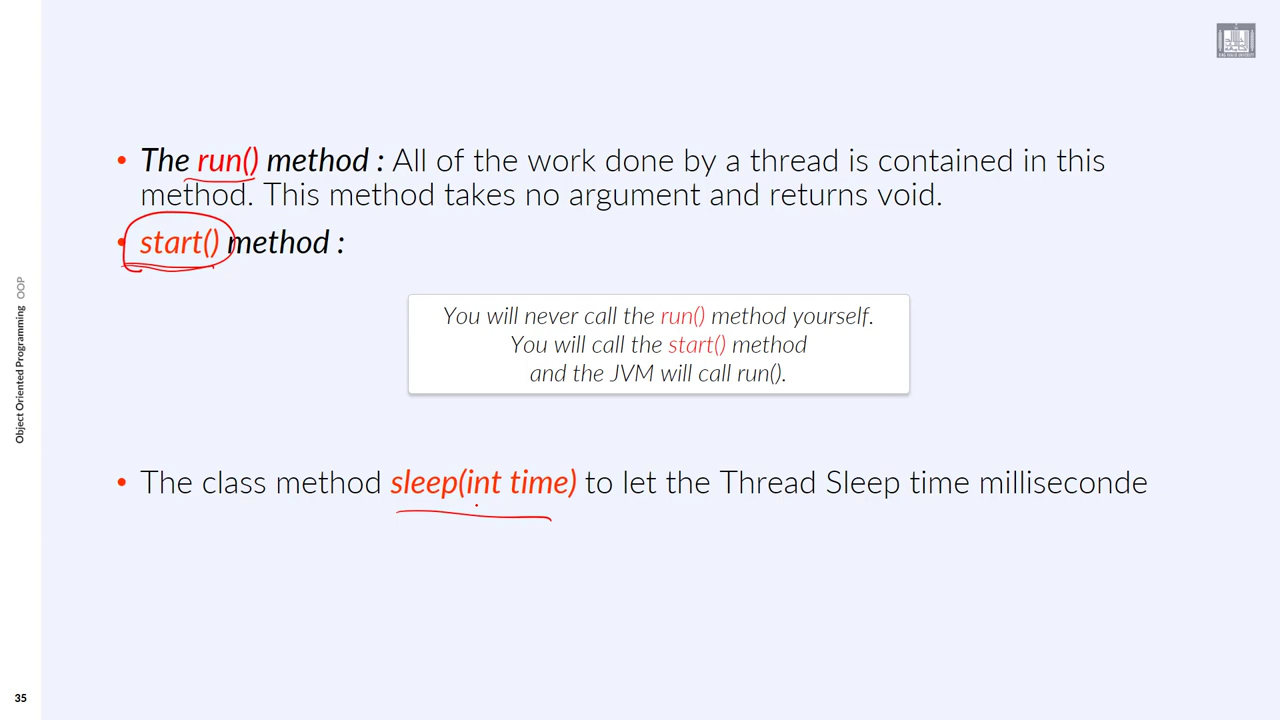 • The run() method : All of the work done by a thread is contained in this
method. This method takes no argument and returns void.
• start() method :
You will never call the run() method yourself.
You will call the start() method
and the JVM will call run().
• The class method sleep(int time) to let the Thread Sleep time milliseconde
Object Oriented Programming OOP
35